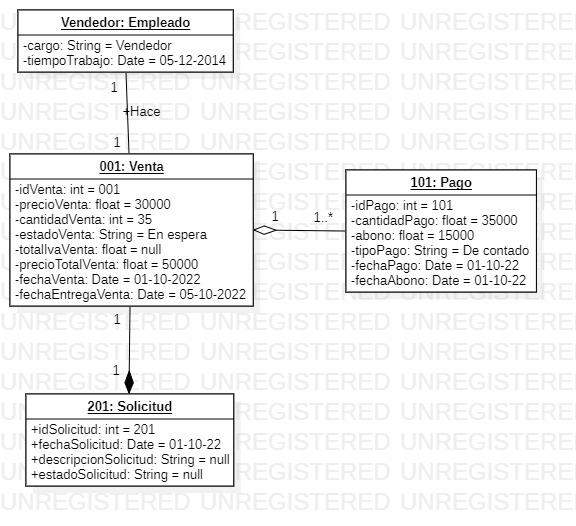 Vendedor: Empleado
-cargo: String = Vendedor
-tiempoTrabajo: Date = 05-12-2014
1
+Hace
1
001: Venta
-idVenta: int = 001
-precioVenta: float = 30000
-cantidadVenta: int = 35
-estadoVenta: String = En espera
-totalIvaVenta: float = null
-precioTotalVenta: float = 50000
-fechaVenta: Date = 01-10-2022
-fechaEntregaVenta: Date = 05-10-2022
1
1..*
101: Pago
-idPago: int = 101
-cantidadPago: float = 35000
-abono: float = 15000
-tipoPago: String = De contado
-fechaPago: Date = 01-10-22
-fechaAbono: Date = 01-10-22
1
1
201: Solicitud
+idSolicitud: int = 201
+fechaSolicitud: Date = 01-10-22
+descripcionSolicitud: String = null
+estadoSolicitud: String = null
UNREGISTERED